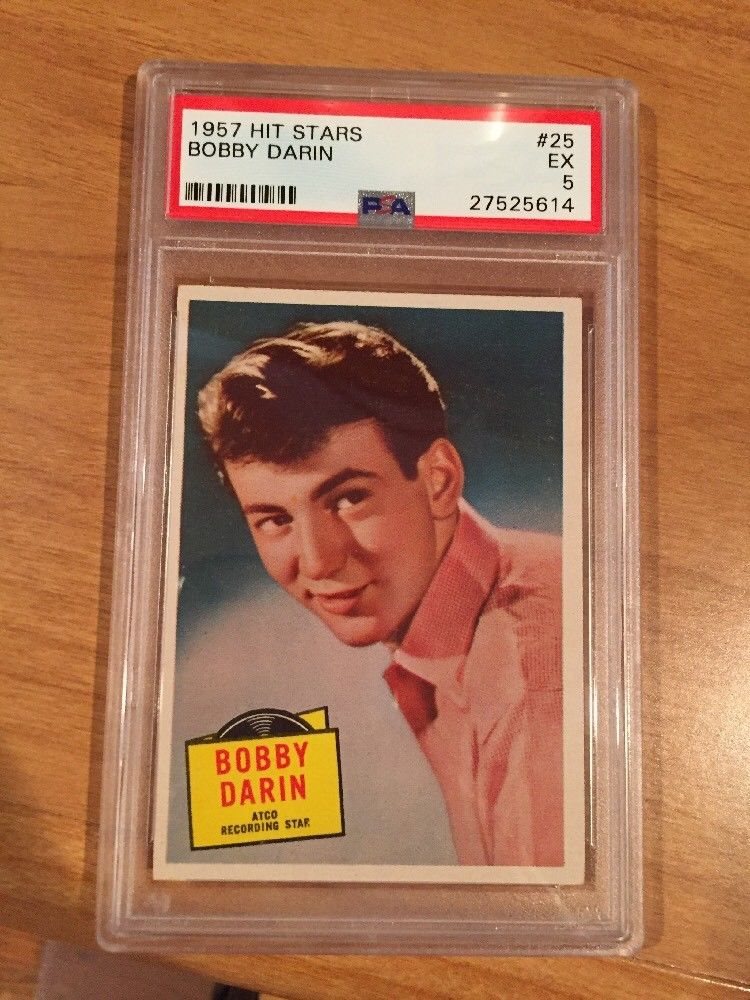 1957 HIT STARS #25
BOBBY DARIN EX
5
PSA 27525614
BOBBY
DARIN
ATCO
RECORDING STAR